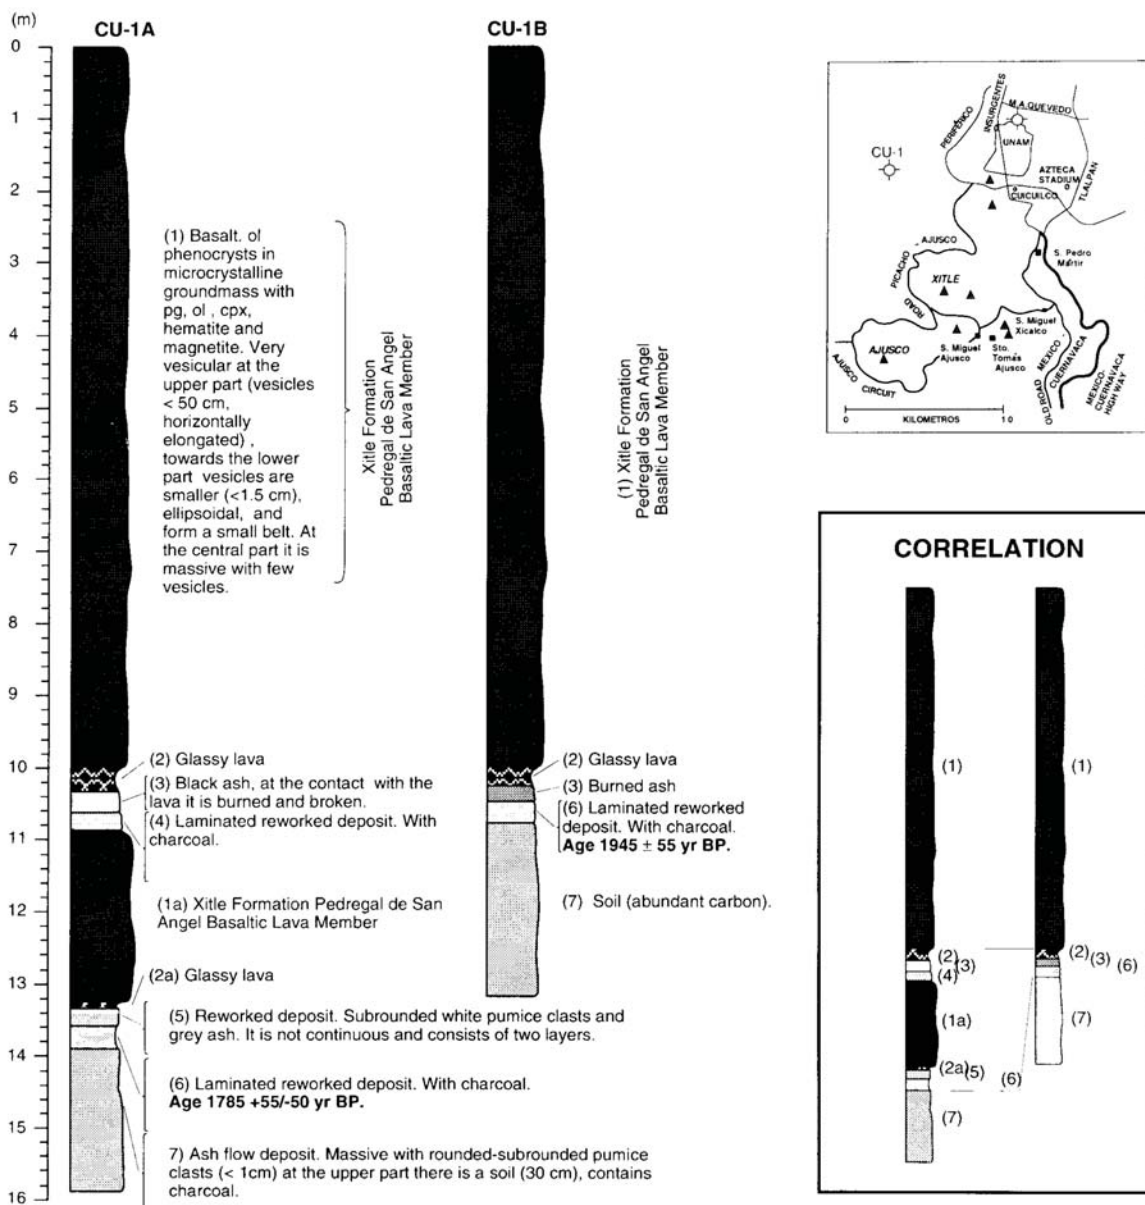 (m)
CU-1A
CU-1B
0
1
2
3
4
5
6
7
8
9
10
11
12
13
14
15
16
(1) Basalt. of
phenocrysts in
microcrystalline
groundmass with
pg, ol , cpx,
hematite and
magnetite. Very
vesicular at the
upper part (vesicles
< 50 cm,
horizontally
elongated) ,
towards the lower
part vesicles are
smaller (<1.5 cm),
ellipsoidal, and
form a small belt. At
the central part it is
massive with few
vesicles.
Xitle Formation
Pedregal de San Angel
Basaltic Lava Member
(2) Glassy lava
(3) Black ash, at the contact with the
lava it is burned and broken.
(4) Laminated reworked deposit. With
charcoal.
(1a) Xitle Formation Pedregal de San
Angel Basaltic Lava Member
(2a) Glassy lava
(5) Reworked deposit. Subrounded white pumice clasts and
grey ash. It is not continuous and consists of two layers.
(6) Laminated reworked deposit. With charcoal.
Age 1785 +55/-50 yr BP.
7) Ash flow deposit. Massive with rounded-subrounded pumice
clasts (< 1cm) at the upper part there is a soil (30 cm), contains
charcoal.
(1) Xitle Formation
Pedregal de San Angel
Basaltic Lava Member
(2) Glassy lava
(3) Burned ash
(6) Laminated reworked
deposit. With charcoal.
Age 1945 ± 55 yr BP.
(7) Soil (abundant carbon).
CU-1
PERIFERICO
INSURGENTES
M.A. QUEVEDO
UNAM
AZTECA
STADIUM
TLALPAN
CUICUILCO
AJUSCO
PICACHO
ROAD
XITLE
S. Pedro
Mártir
S. Miguel
Xicalco
AJUSCO
S. Miguel
Ajusco
Sto.
Tomás
Ajusco
AJUSCO
CIRCUIT
MEXICO
CUERNAVACA
OLD ROAD
MEXICO-
CUERNAVACA
HIGH WAY
0
10
KILOMETROS
CORRELATION
(1)
(1)
(2)
(3)
(4)
(1a)
(2a)
(5)
(6)
(7)
(2)
(3)
(6)
(7)